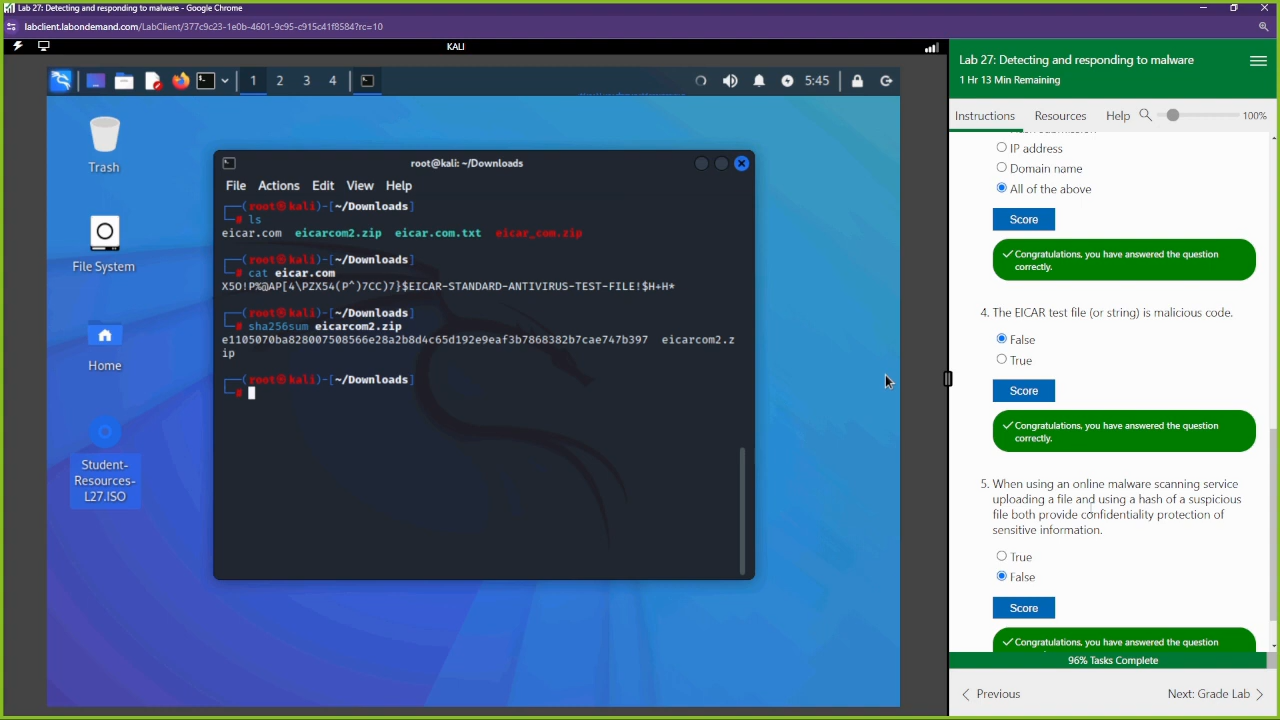 Lab 27: Detecting and responding to malware - Google Chrome
labclient.labondemand.com/LabClient/377c9c23-1e0b-4601-9c95-c915c41f8584?rc=10
KALI
1 2 3 4
5:45
Trash
File System
Home
Student-
Resources-
L27.ISO
root@kali: ~/Downloads
File Actions Edit View Help
┌──(root㉿kali)-[~/Downloads]
└─# ls
eicar.com eicarcom2.zip eicar.com.txt eicar_com.zip
┌──(root㉿kali)-[~/Downloads]
└─# cat eicar.com
X5O!P%@AP[4\PZX54(P^)7CC)7}$EICAR-STANDARD-ANTIVIRUS-TEST-FILE!$H+H*
┌──(root㉿kali)-[~/Downloads]
└─# sha256sum eicarcom2.zip
e1105070ba828007508566e28a2b8d4c65d192e9eaf3b7868382b7cae747b397 eicarcom2.z
ip
┌──(root㉿kali)-[~/Downloads]
└─#
Lab 27: Detecting and responding to malware
1 Hr 13 Min Remaining
Instructions Resources Help 100%
IP address
Domain name
All of the above
Score
✓Congratulations, you have answered the question
correctly.
4. The EICAR test file (or string) is malicious code.
False
True
Score
✓Congratulations, you have answered the question
correctly.
5. When using an online malware scanning service
uploading a file and using a hash of a suspicious
file both provide confidentiality protection of
sensitive information.
True
False
Score
✓Congratulations, you have answered the question
96% Tasks Complete
Previous
Next: Grade Lab